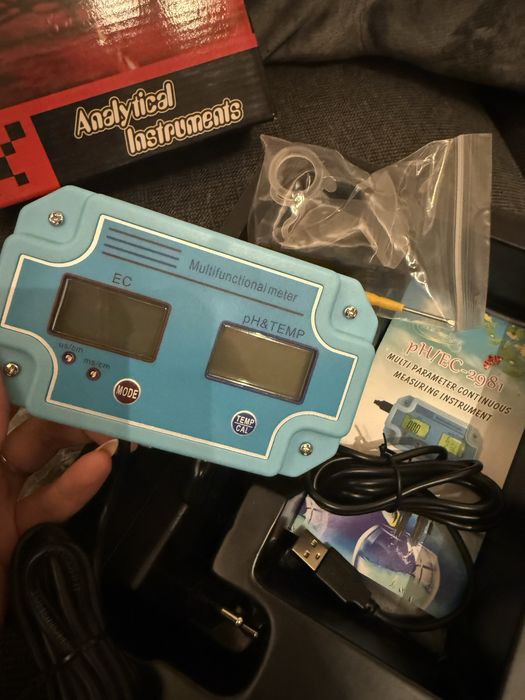 Analytical
Instruments
Multifunctional meter
EC
pH&TEMP
us/cm
ms/cm
MODE
TEMP
CAL
pH/EC-2981
MULTI PARAMETER CONTINUOUS
MEASURING INSTRUMENT